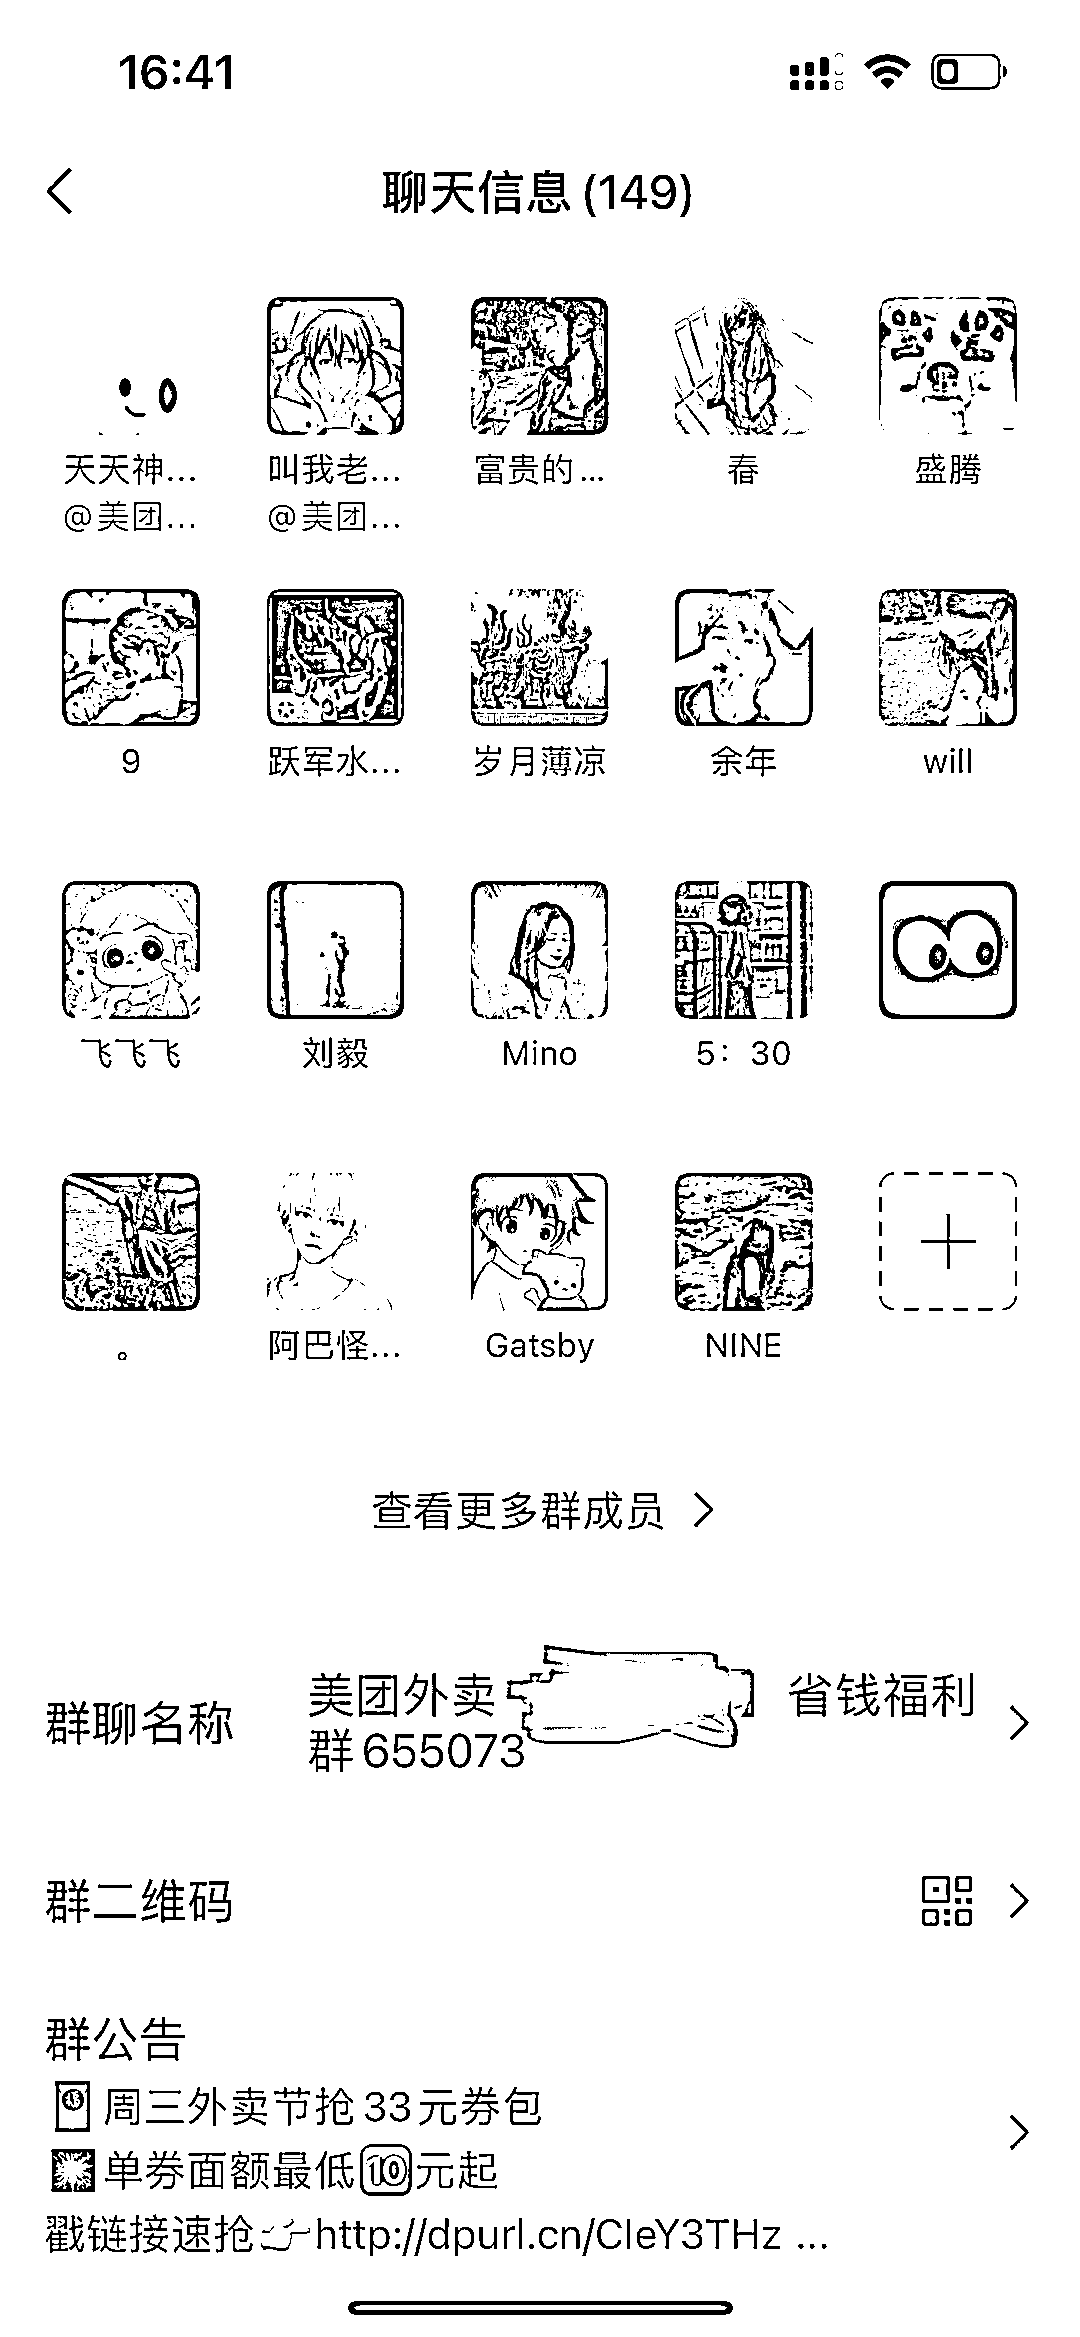 16:41
聊天信息(149)
天天神... 叫我老... 富贵的... 春 盛腾
@美团... @美团...
9 跃军水... 岁月薄凉 余年 will
飞飞飞 刘毅 Mino 5：30
。 阿巴怪... Gatsby NINE
查看更多群成员
群聊名称
美团外卖 省钱福利
群655073
群二维码
群公告
周三外卖节抢33元券包
单券面额最低🔟元起
戳链接速抢👉http://dpurl.cn/CIeY3THz ...